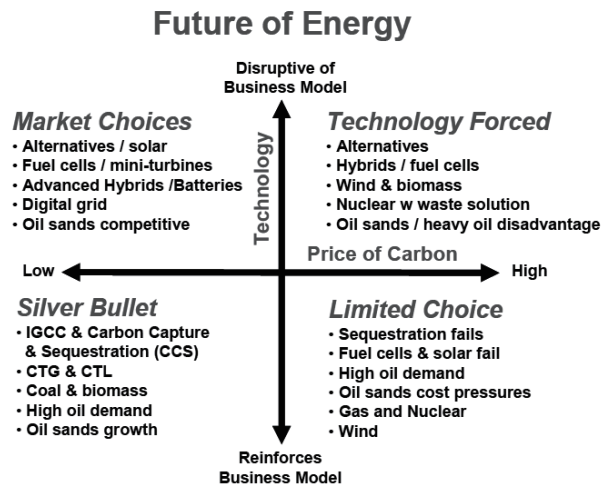 Future of Energy
Disruptive of
Business Model
Market Choices
• Alternatives / solar
• Fuel cells / mini-turbines
• Advanced Hybrids /Batteries
• Digital grid
• Oil sands competitive
Technology
Technology Forced
• Alternatives
• Hybrids / fuel cells
• Wind & biomass
• Nuclear w waste solution
• Oil sands / heavy oil disadvantage
Price of Carbon
Low
High
Silver Bullet
• IGCC & Carbon Capture
& Sequestration (CCS)
• CTG & CTL
• Coal & biomass
• High oil demand
• Oil sands growth
Limited Choice
• Sequestration fails
• Fuel cells & solar fail
• High oil demand
• Oil sands cost pressures
• Gas and Nuclear
• Wind
Reinforces
Business Model